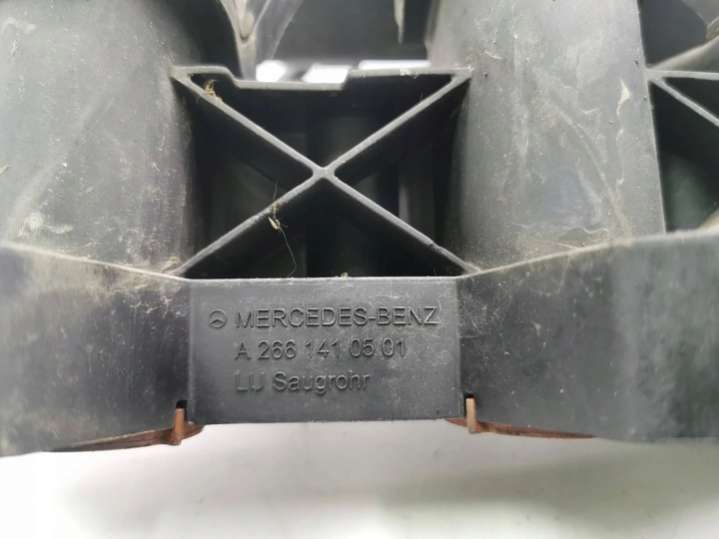 MERCEDES-BENZ
A 266 141 05 01
LU Saugrohr